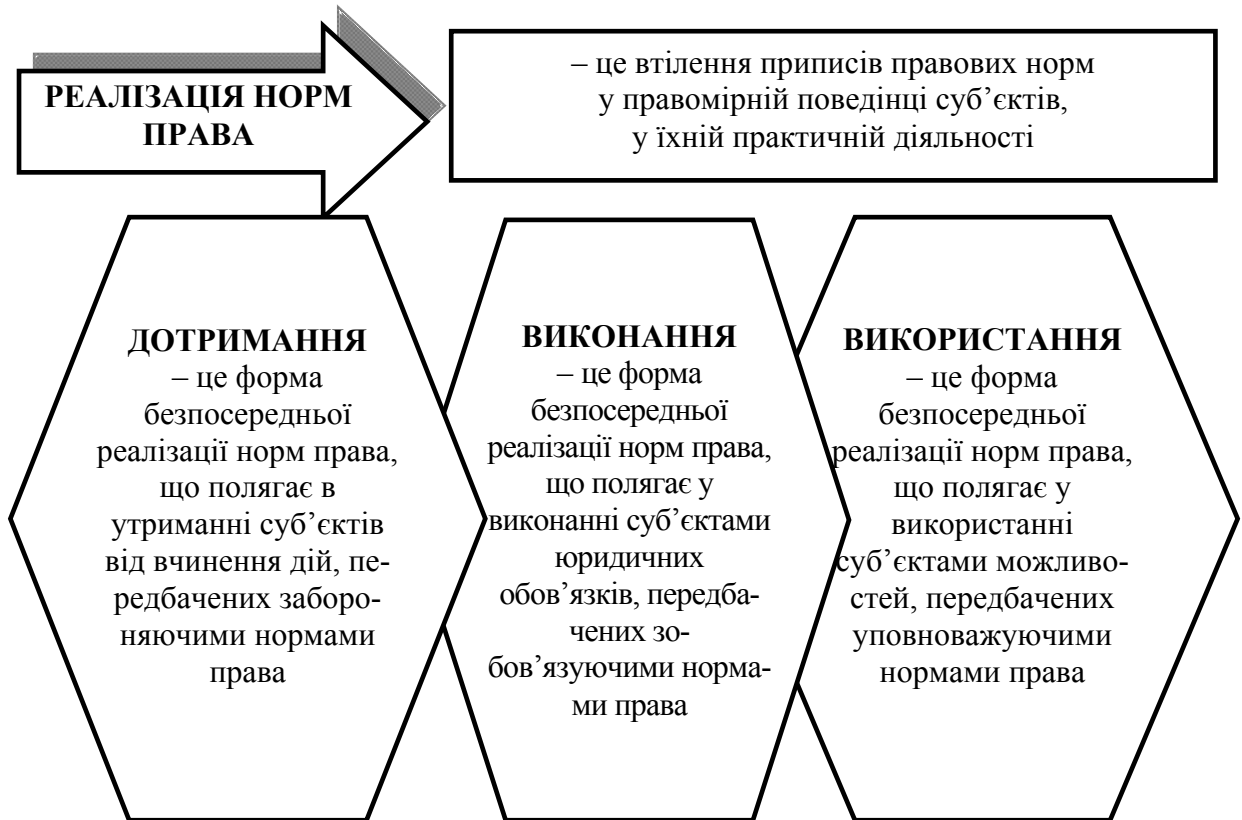 РЕАЛІЗАЦІЯ НОРМ
ПРАВА
– це втілення приписів правових норм
у правомірній поведінці суб’єктів,
у їхній практичній діяльності
ДОТРИМАННЯ
– це форма
безпосередньої
реалізації норм права,
що полягає в
утриманні суб’єктів
від вчинення дій, пе-
редбачених заборо-
няючими нормами
права
ВИКОНАННЯ
– це форма
безпосередньої
реалізації норм права,
що полягає у
виконанні суб’єктами
юридичних
обов’язків, передба-
чених зо-
бов’язуючими норма-
ми права
ВИКОРИСТАННЯ
– це форма
безпосередньої
реалізації норм права,
що полягає у
використанні
суб’єктами можливо-
стей, передбачених
уповноважуючими
нормами права